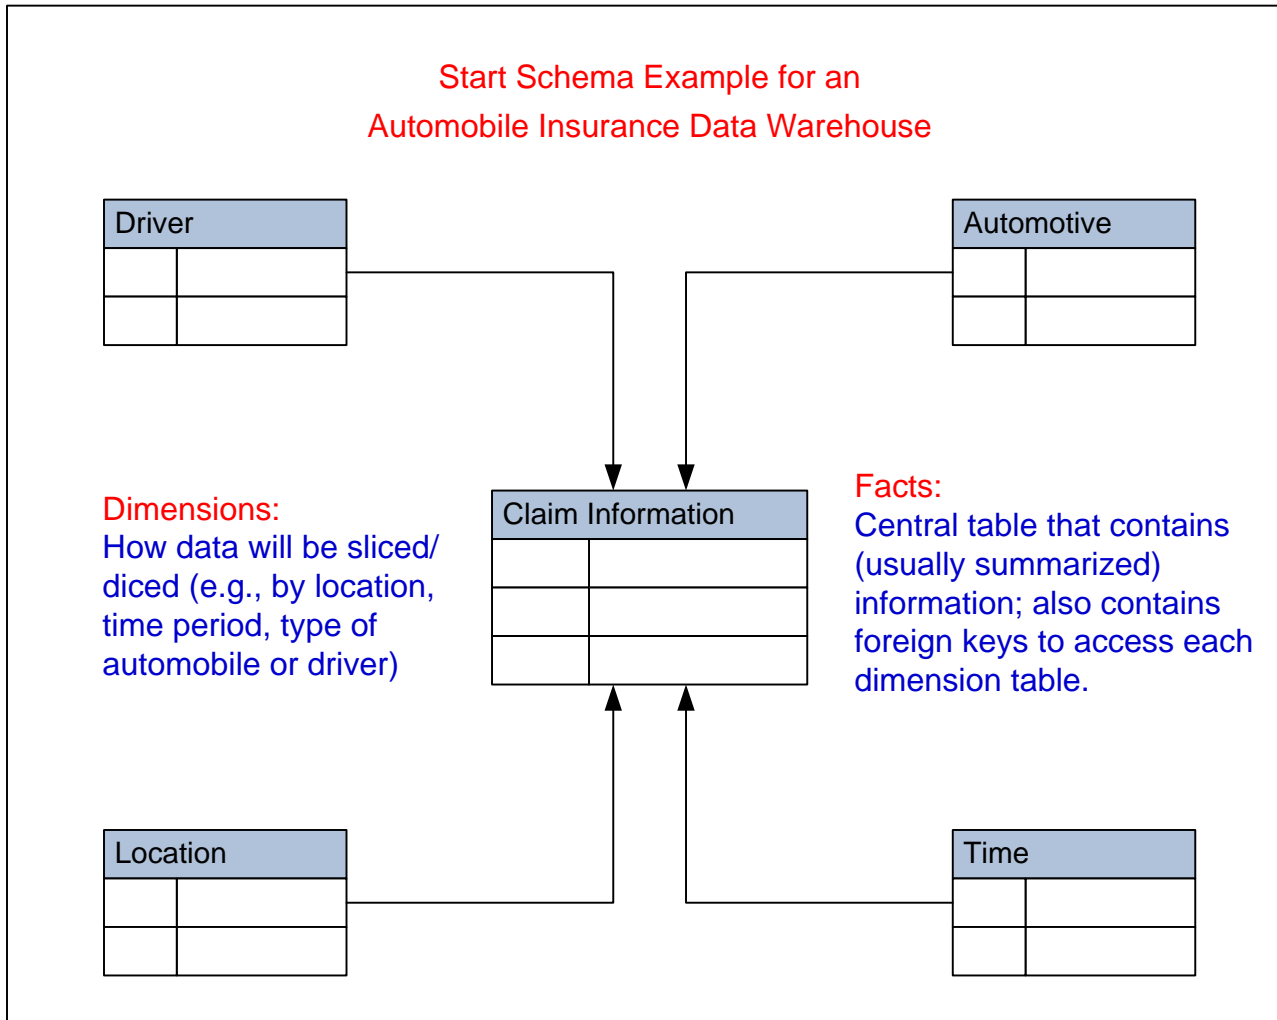 Start Schema Example for an
Automobile Insurance Data Warehouse
Driver
Automotive
Dimensions:
How data will be sliced/
diced (e.g., by location,
time period, type of
automobile or driver)
Claim Information
Facts:
Central table that contains
(usually summarized)
information; also contains
foreign keys to access each
dimension table.
Location
Time